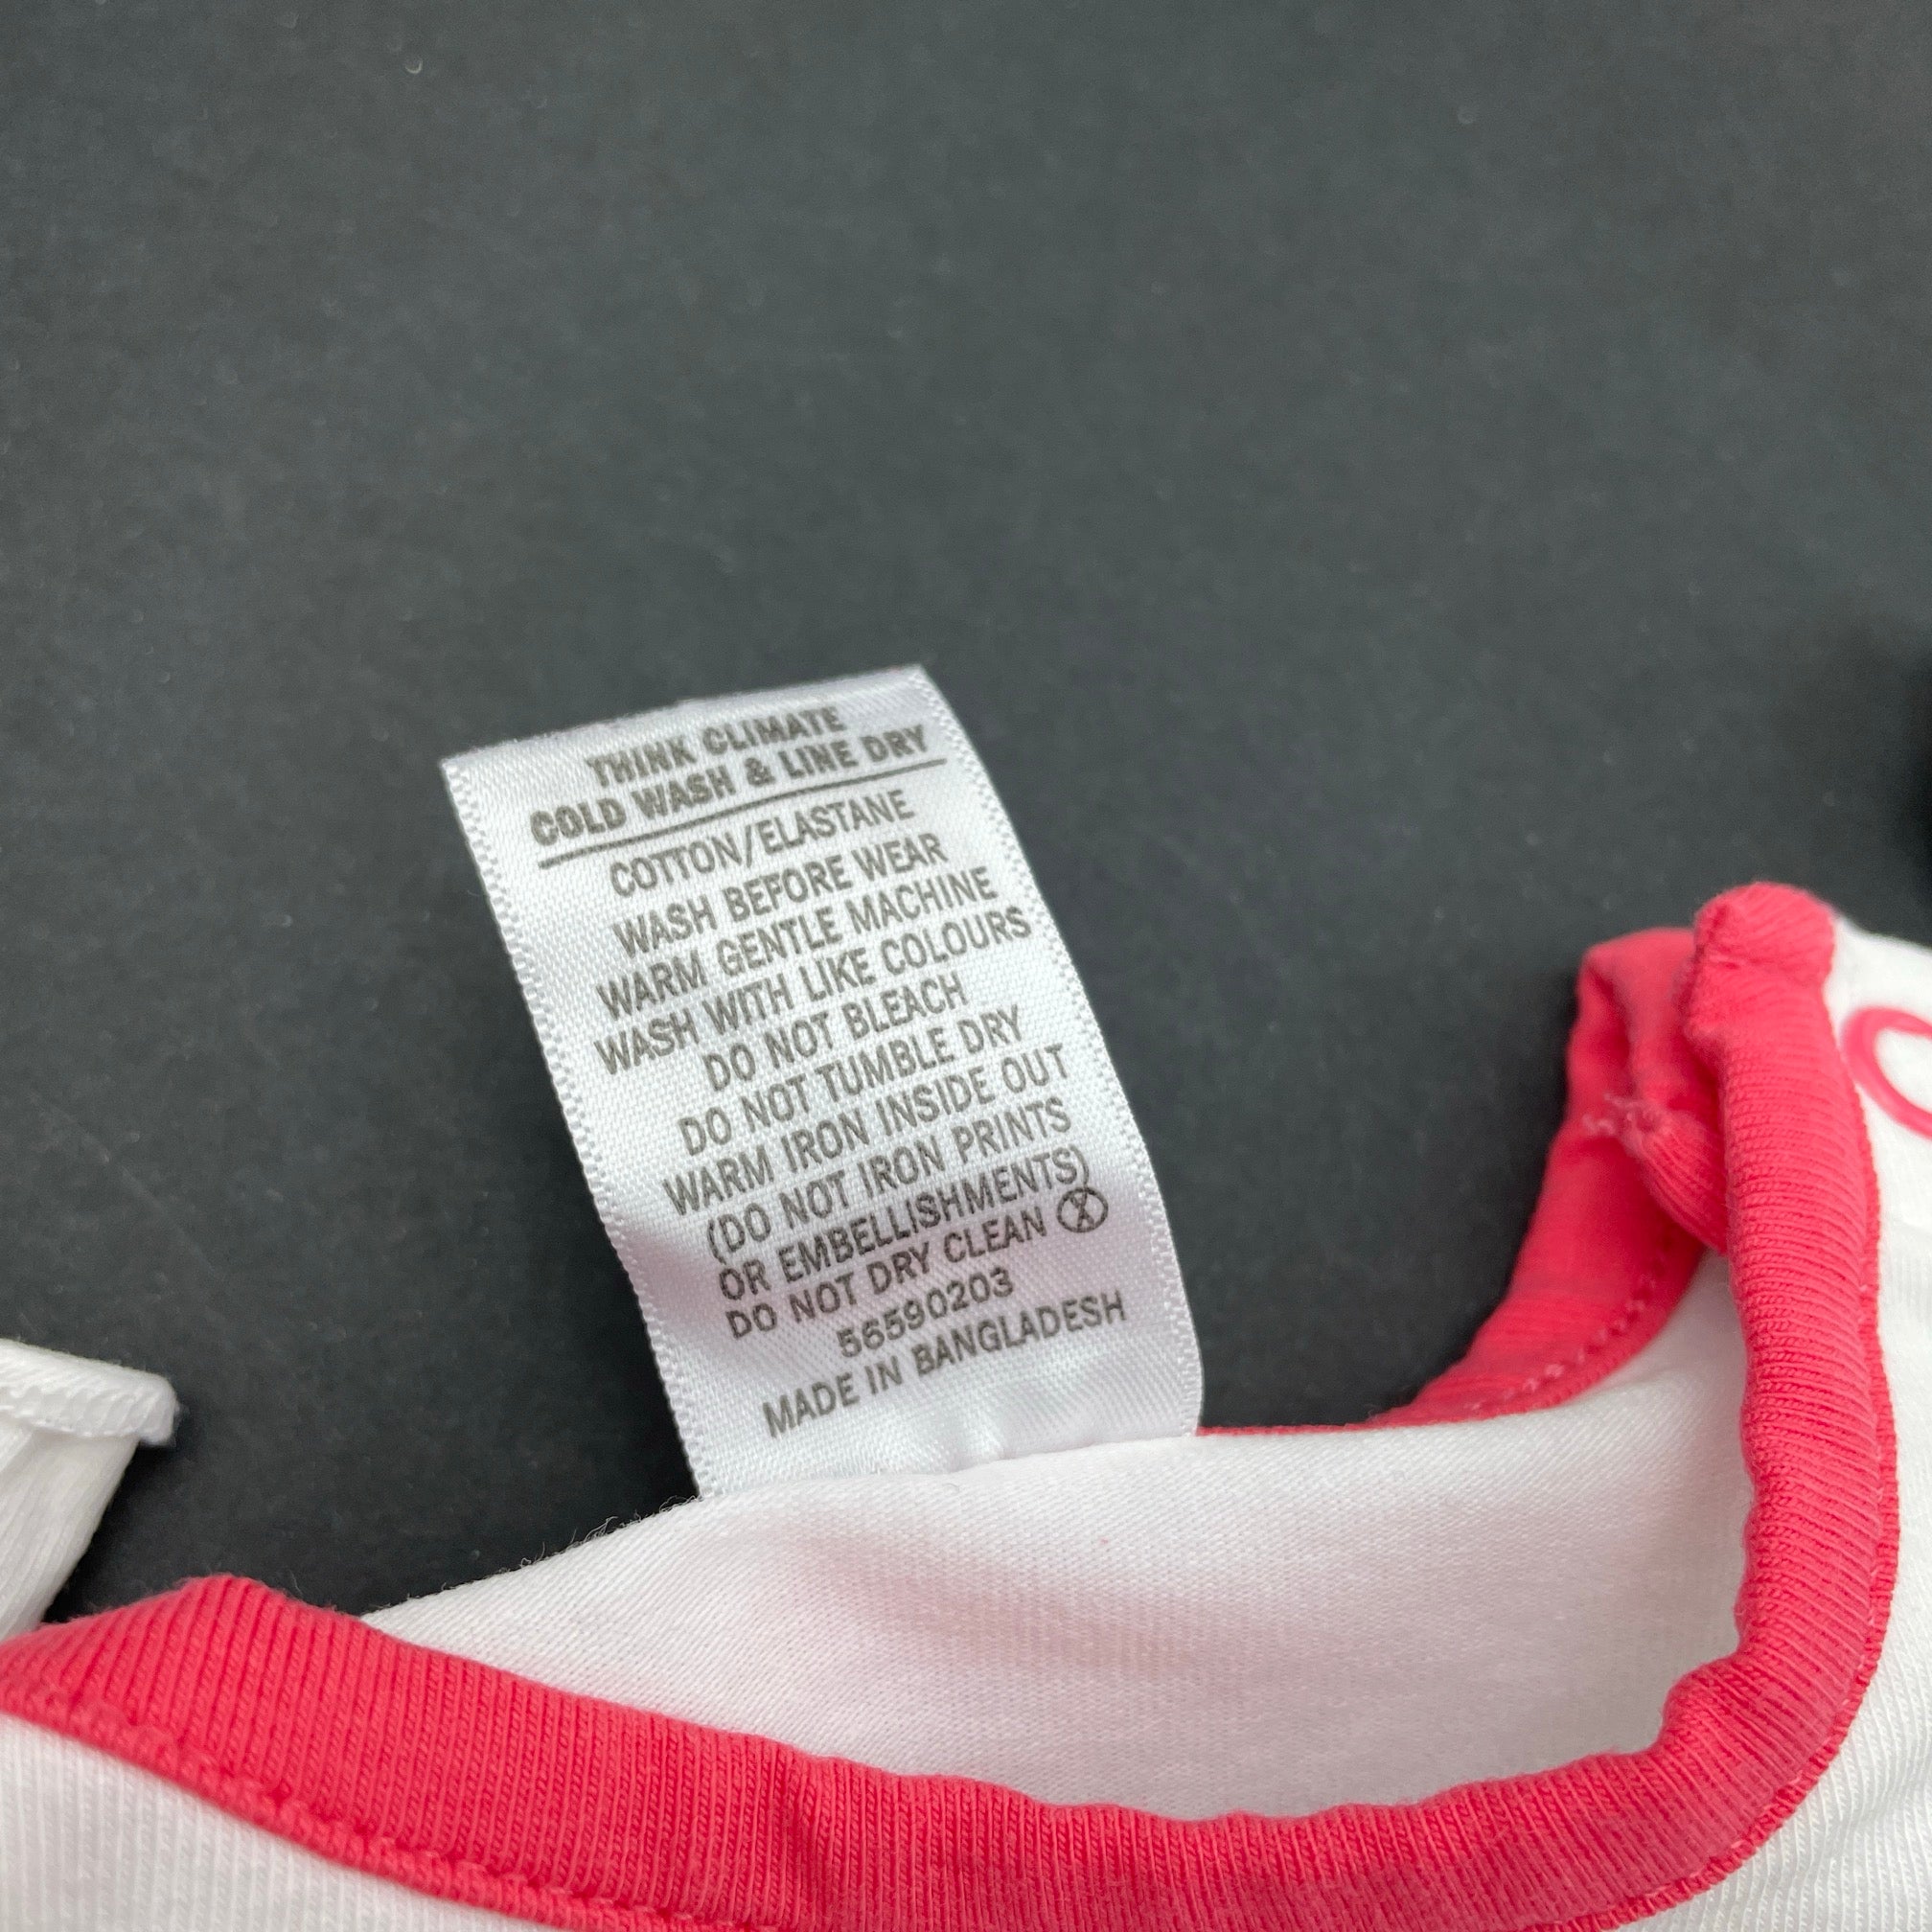 THINK CLIMATE
COLD WASH & LINE DRY
COTTON/ELASTANE
WASH BEFORE WEAR
WARM GENTLE MACHINE
WASH WITH LIKE COLOURS
DO NOT BLEACH
DO NOT TUMBLE DRY
WARM IRON INSIDE OUT
(DO NOT IRON PRINTS
OR EMBELLISHMENTS)
DO NOT DRY CLEAN
56590203
MADE IN BANGLADESH